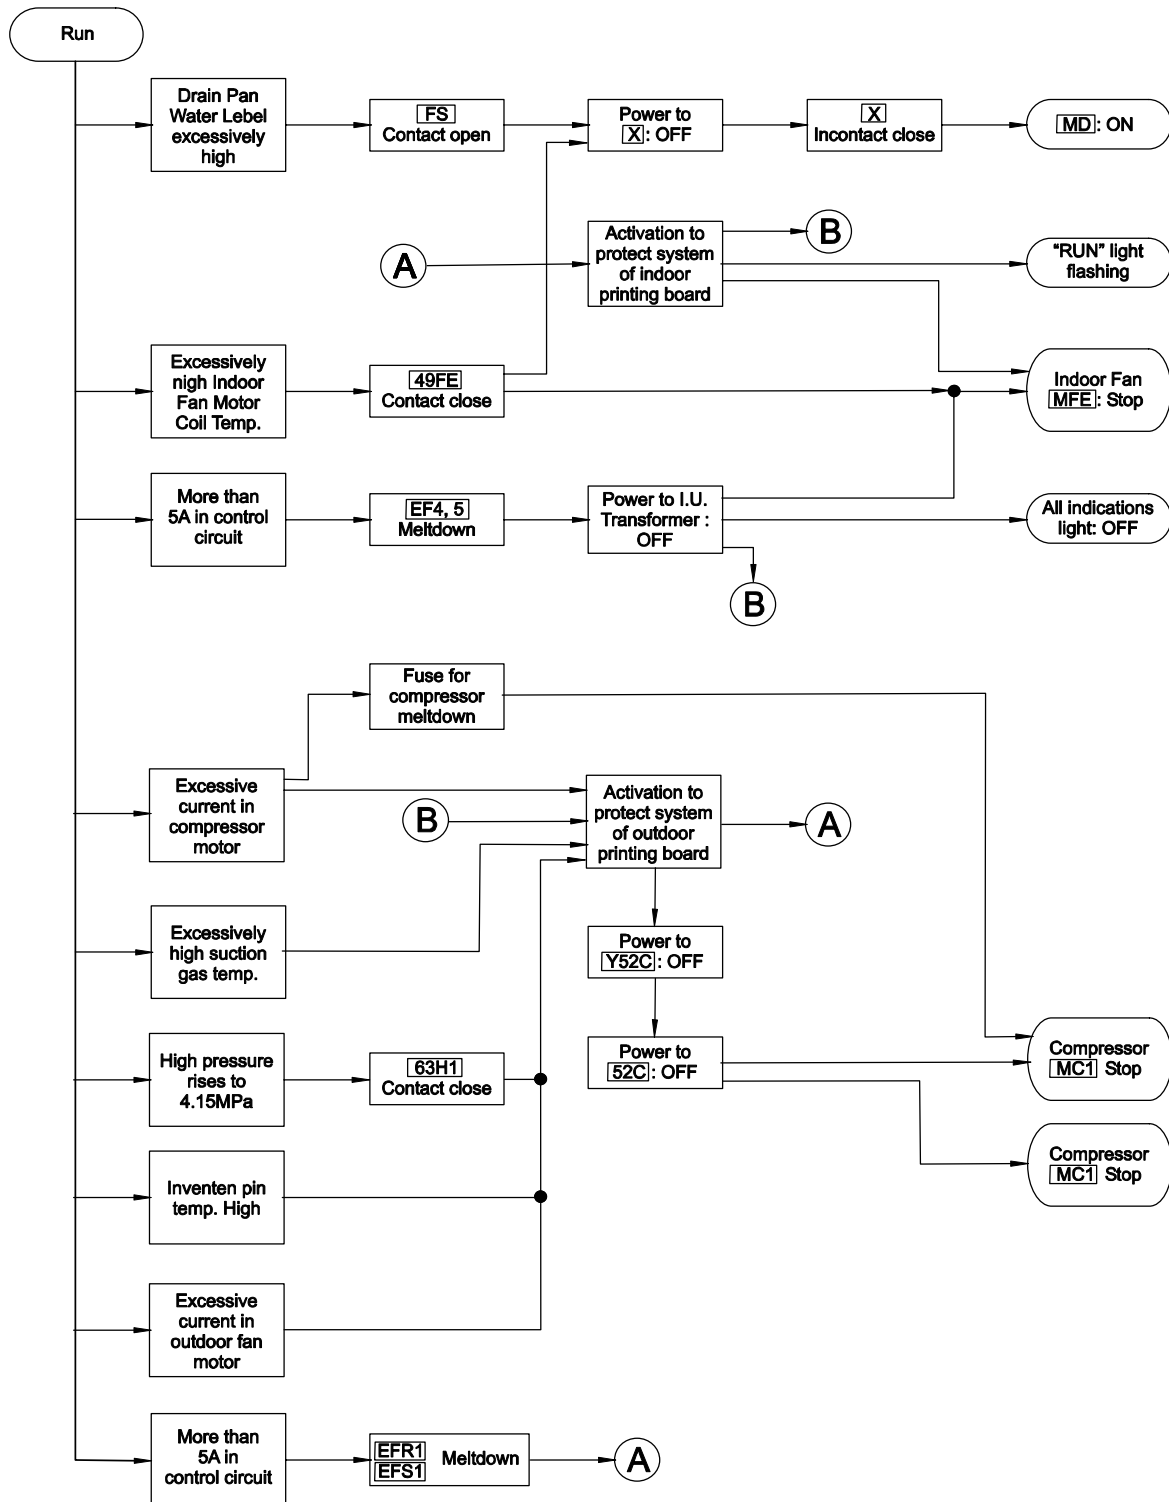 Run
Drain Pan
Water Lebel
excessively
high
FS
Contact open
Power to
X : OFF
X
Incontact close
MD : ON
A
Activation to
protect system
of indoor
printing board
B
“RUN” light
flashing
Excessively
nigh Indoor
Fan Motor
Coil Temp.
49FE
Contact close
Indoor Fan
MFE : Stop
More than
5A in control
circuit
EF4, 5
Meltdown
Power to I.U.
Transformer :
OFF
All indications
light: OFF
B
Fuse for
compressor
meltdown
Excessive
current in
compressor
motor
B
Activation to
protect system
of outdoor
printing board
A
Excessively
high suction
gas temp.
Power to
Y52C : OFF
High pressure
rises to
4.15MPa
63H1
Contact close
Power to
52C : OFF
Compressor
MC1 Stop
Inventen pin
temp. High
Compressor
MC1 Stop
Excessive
current in
outdoor fan
motor
More than
5A in
control circuit
EFR1
EFS1
Meltdown
A